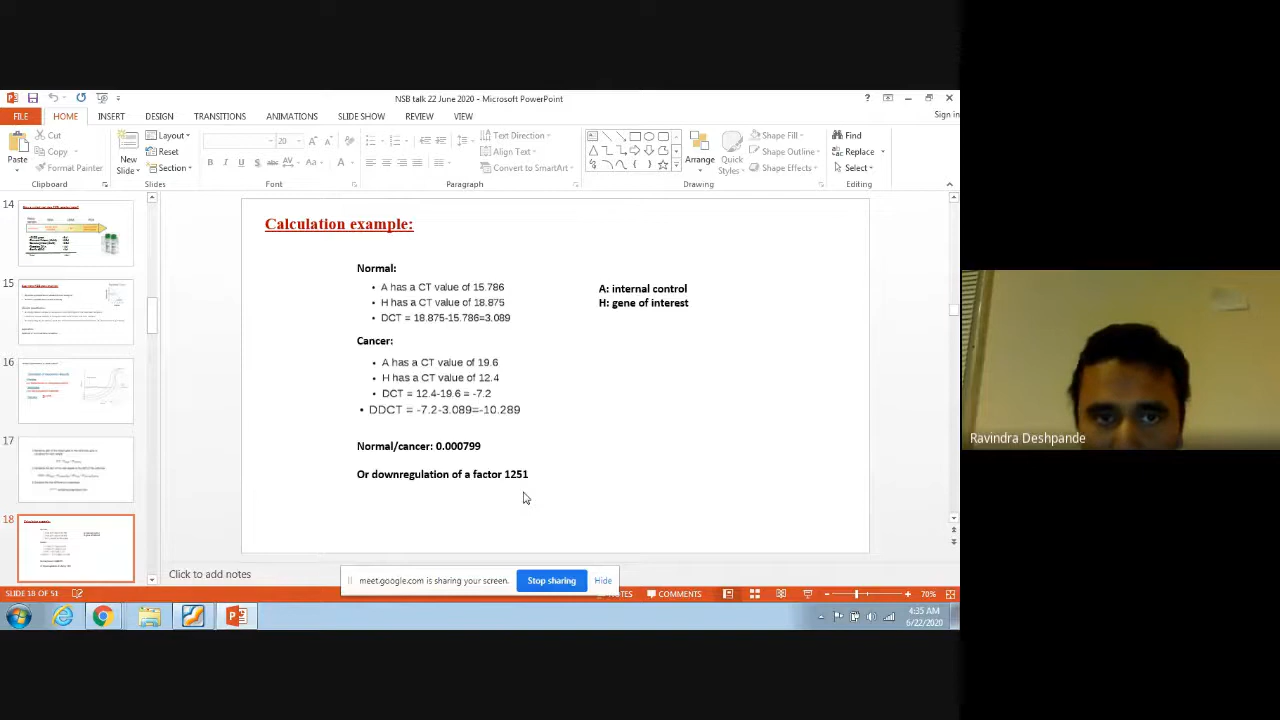 NSB talk 22 June 2020 - Microsoft PowerPoint
Sign in
FILE HOME INSERT DESIGN TRANSITIONS ANIMATIONS SLIDE SHOW REVIEW VIEW
Paste
Cut
Copy
Format Painter
Clipboard
New Slide
Layout
Reset
Section
Slides
20
Font
Text Direction
Align Text
Convert to SmartArt
Paragraph
Arrange
Quick Styles
Shape Fill
Shape Outline
Shape Effects
Drawing
Find
Replace
Select
Editing
14
15
16
17
18
Calculation example:
Normal:
• A has a CT value of 15.786
• H has a CT value of 18.875
• DCT = 18.875-15.786=3.089
A: internal control
H: gene of interest
Cancer:
• A has a CT value of 19.6
• H has a CT value of 12.4
• DCT = 12.4-19.6 = -7.2
• DDCT = -7.2-3.089=-10.289
Normal/cancer: 0.000799
Or downregulation of a factor 1251
Click to add notes
meet.google.com is sharing your screen. Stop sharing Hide
SLIDE 18 OF 51
NOTES COMMENTS 70%
4:35 AM
6/22/2020
Ravindra Deshpande